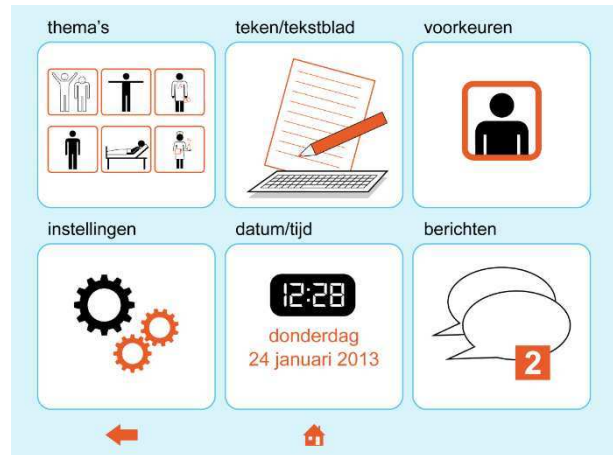 thema's
teken/tekstblad
voorkeuren
instellingen
datum/tijd
berichten
12:28
donderdag
24 januari 2013
2